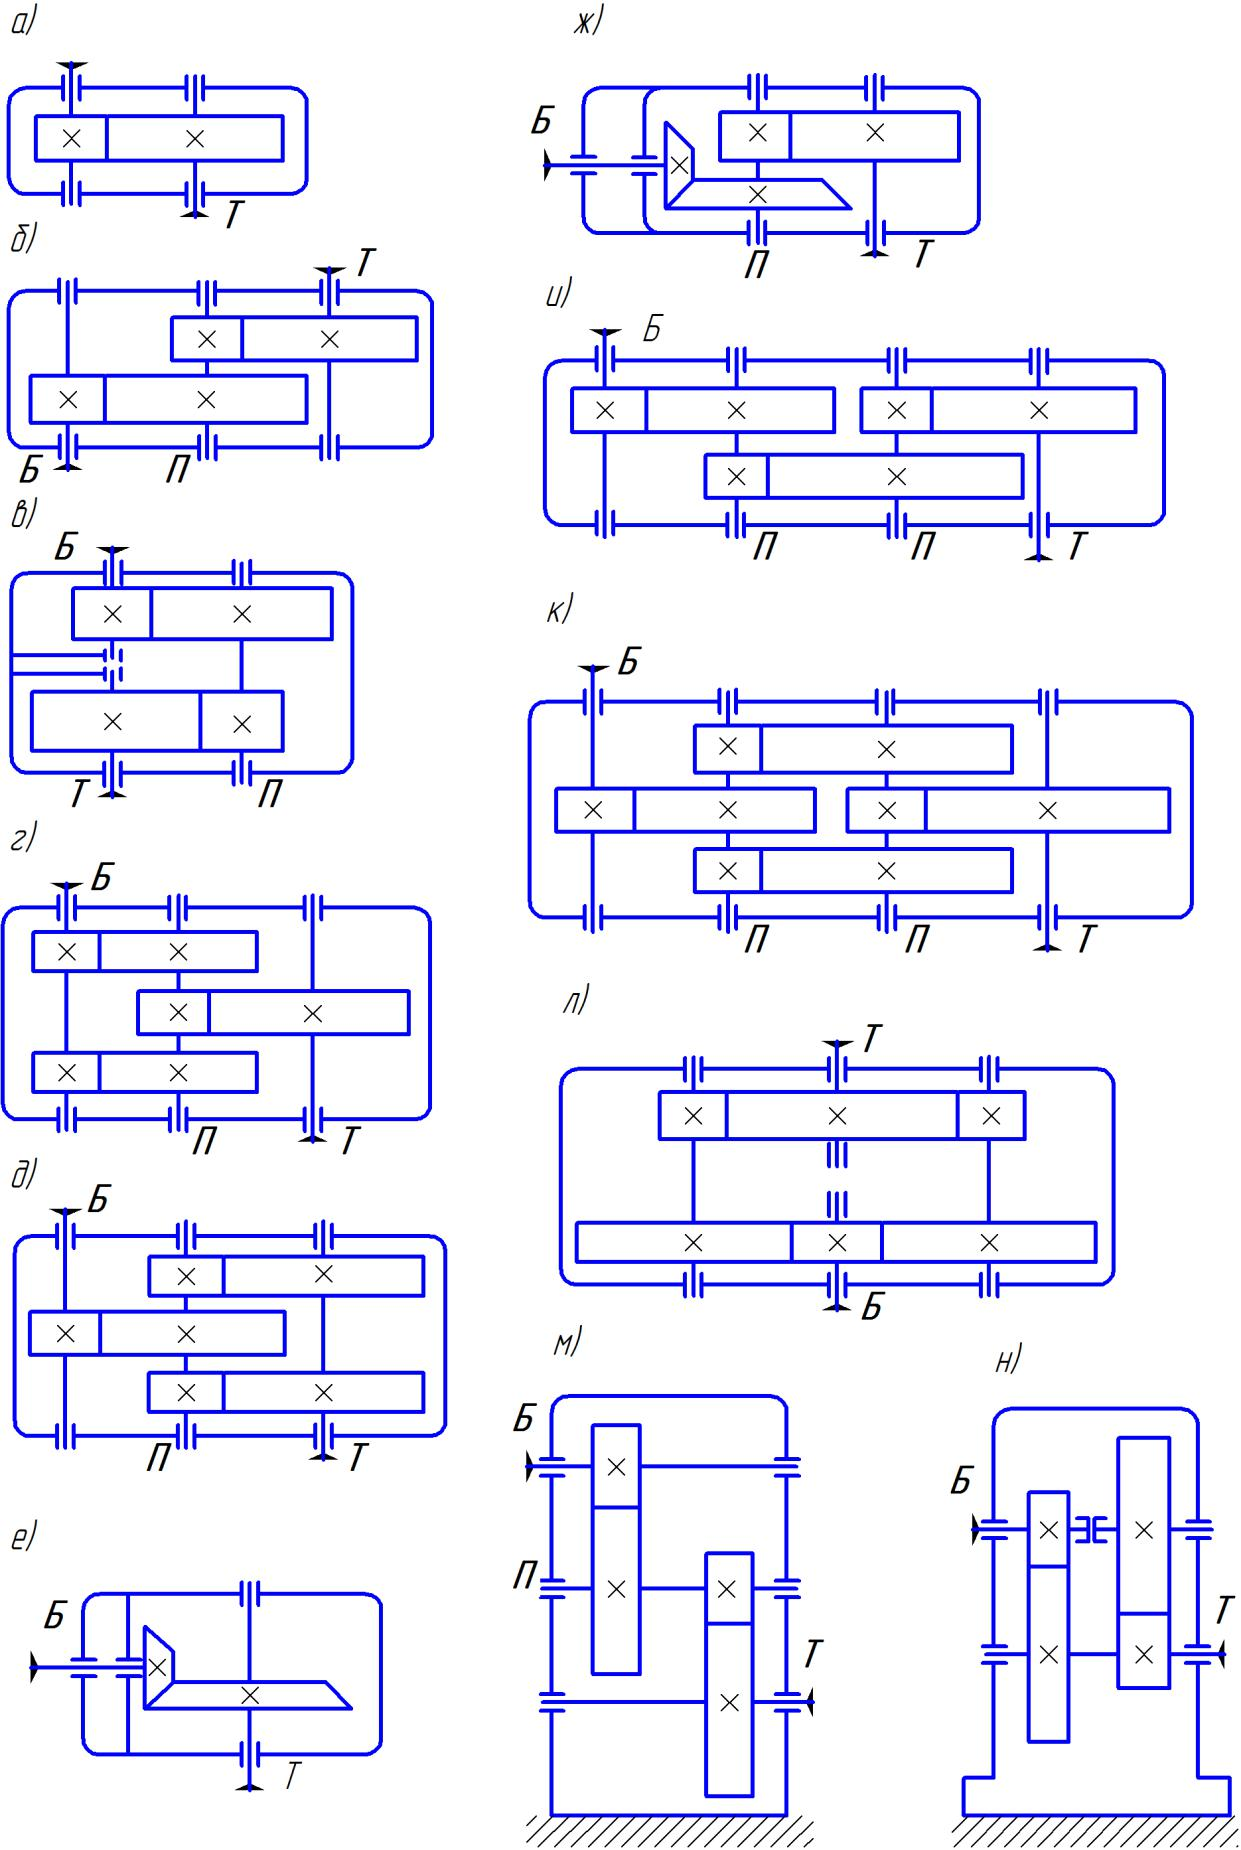 а)
Т
б)
Т
Б
П
в)
Б
Т
П
г)
Б
П
Т
д)
Б
П
Т
е)
Б
Т
ж)
Б
П
Т
и)
Б
П
П
Т
к)
Б
П
П
Т
л)
Т
Б
м)
Б
П
Т
н)
Б
Т